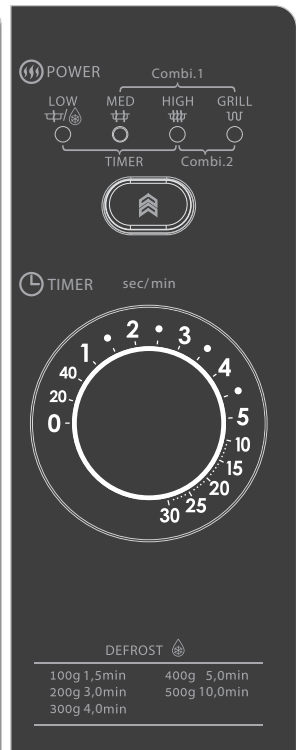 POWER
Combi.1
LOW MED HIGH GRILL
TIMER Combi.2
TIMER sec/min
0 20 40 1 2 3 4 5 10 15 20 25 30
DEFROST
100g 1,5min 400g 5,0min
200g 3,0min 500g 10,0min
300g 4,0min